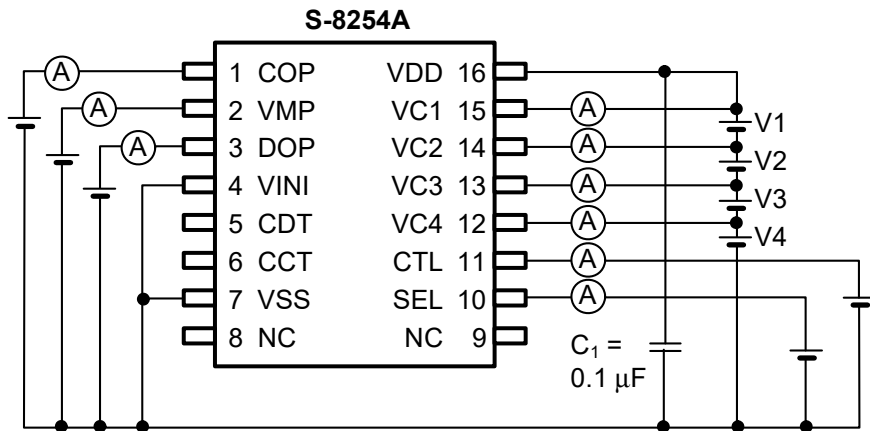 S-8254A
A 1 COP VDD 16
A 2 VMP VC1 15 A V1
A 3 DOP VC2 14 A V2
4 VINI VC3 13 A V3
5 CDT VC4 12 A V4
6 CCT CTL 11 A
7 VSS SEL 10 A
8 NC NC 9
C₁ =
0.1 μF